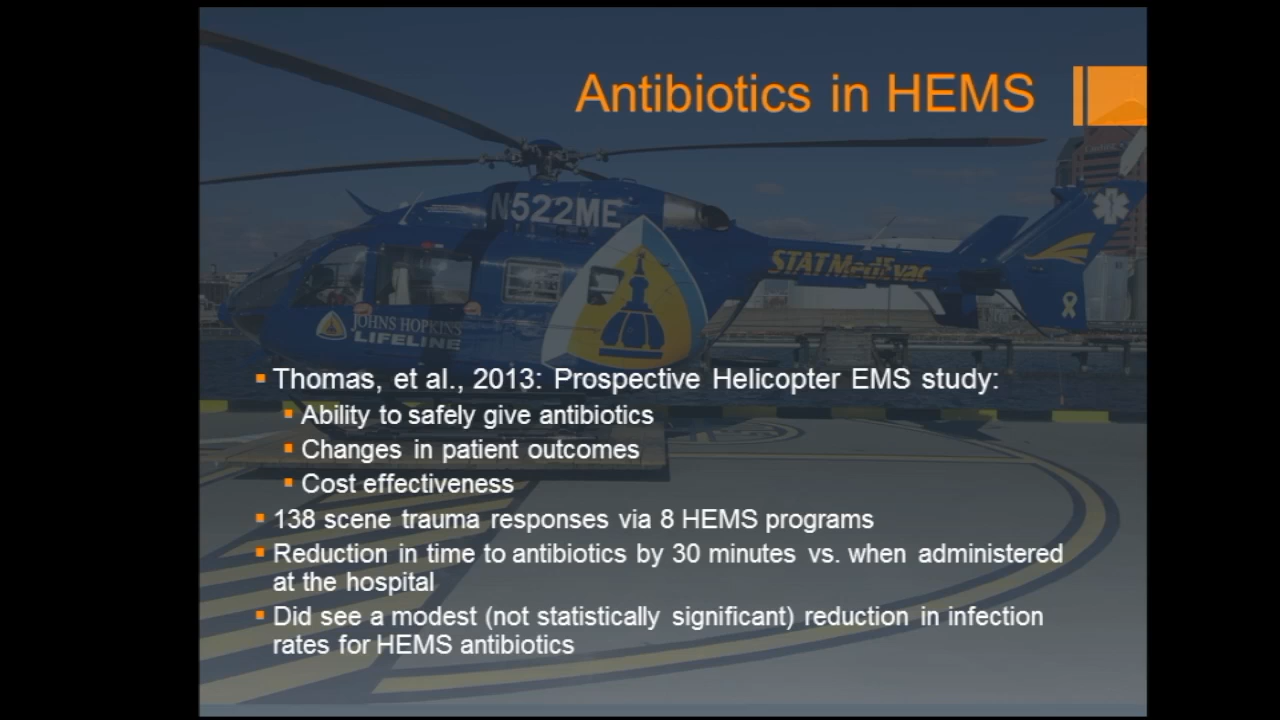 Antibiotics in HEMS
N522ME
STAT MedEvac
JOHNS HOPKINS
LIFELINE
Thomas, et al., 2013: Prospective Helicopter EMS study:
Ability to safely give antibiotics
Changes in patient outcomes
Cost effectiveness
138 scene trauma responses via 8 HEMS programs
Reduction in time to antibiotics by 30 minutes vs. when administered
at the hospital
Did see a modest (not statistically significant) reduction in infection
rates for HEMS antibiotics